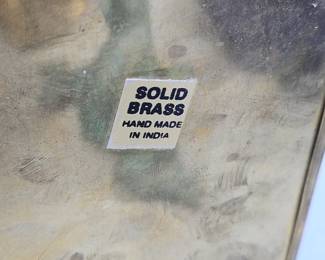 SOLID
BRASS
HAND MADE
IN INDIA